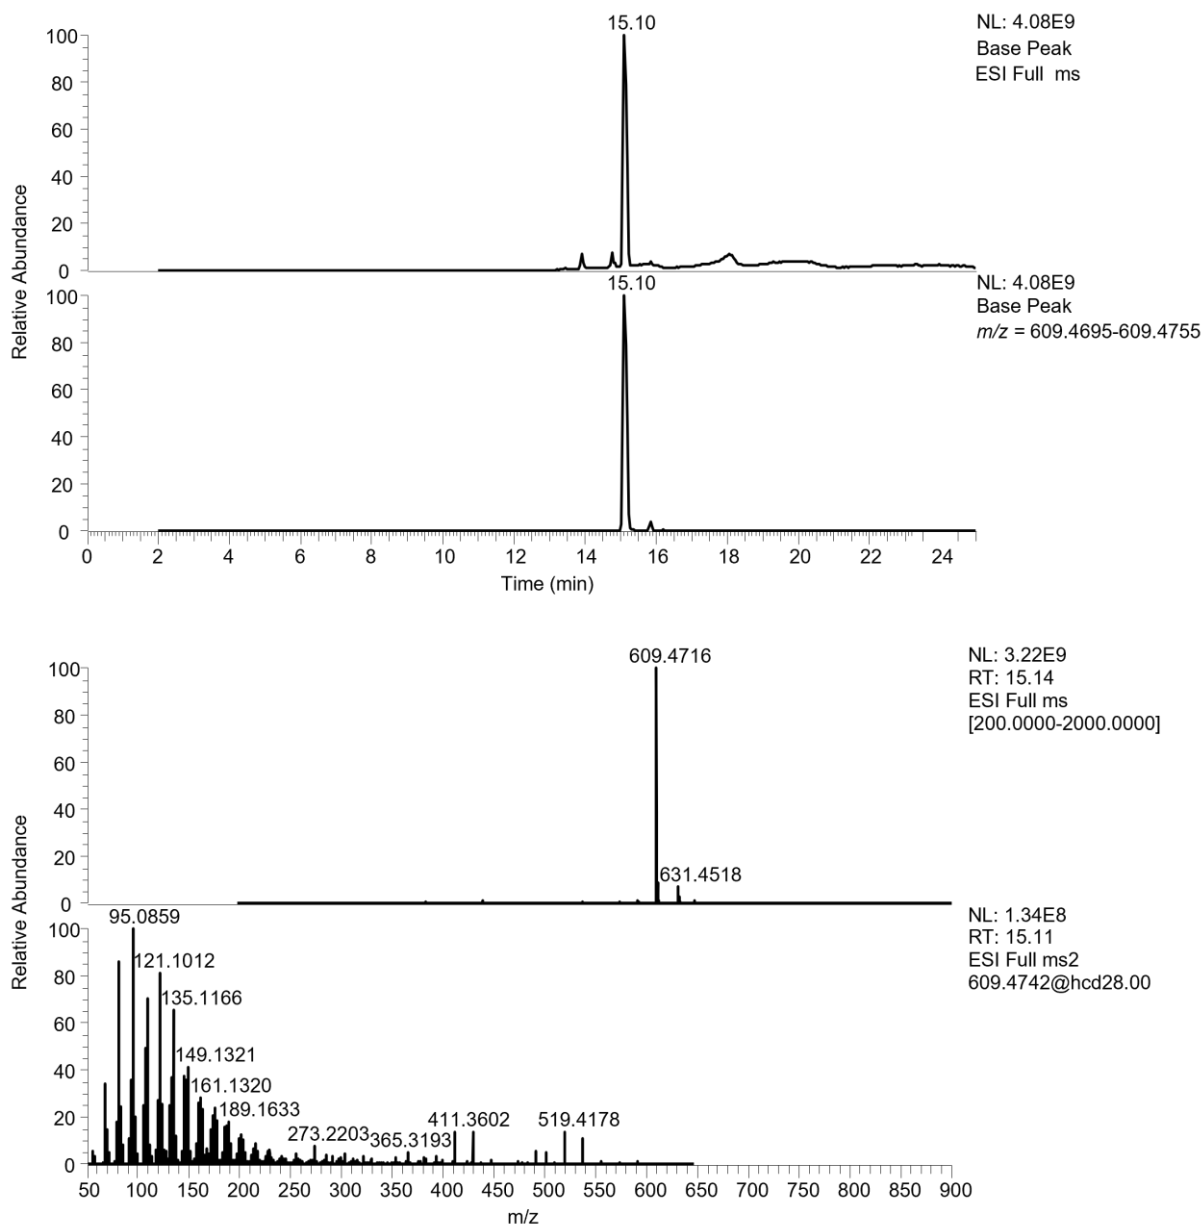 15.10
NL: 4.08E9
Base Peak
ESI Full ms
100
80
60
40
20
0
Relative Abundance
15.10
NL: 4.08E9
Base Peak
m/z = 609.4695-609.4755
100
80
60
40
20
0
0 2 4 6 8 10 12 14 16 18 20 22 24
Time (min)
609.4716
NL: 3.22E9
RT: 15.14
ESI Full ms
[200.0000-2000.0000]
100
80
60
40
20
0
631.4518
Relative Abundance
95.0859
NL: 1.34E8
RT: 15.11
ESI Full ms2
609.4742@hcd28.00
100
80
60
40
20
0
121.1012
135.1166
149.1321
161.1320
189.1633
273.2203
365.3193
411.3602
519.4178
50 100 150 200 250 300 350 400 450 500 550 600 650 700 750 800 850 900
m/z